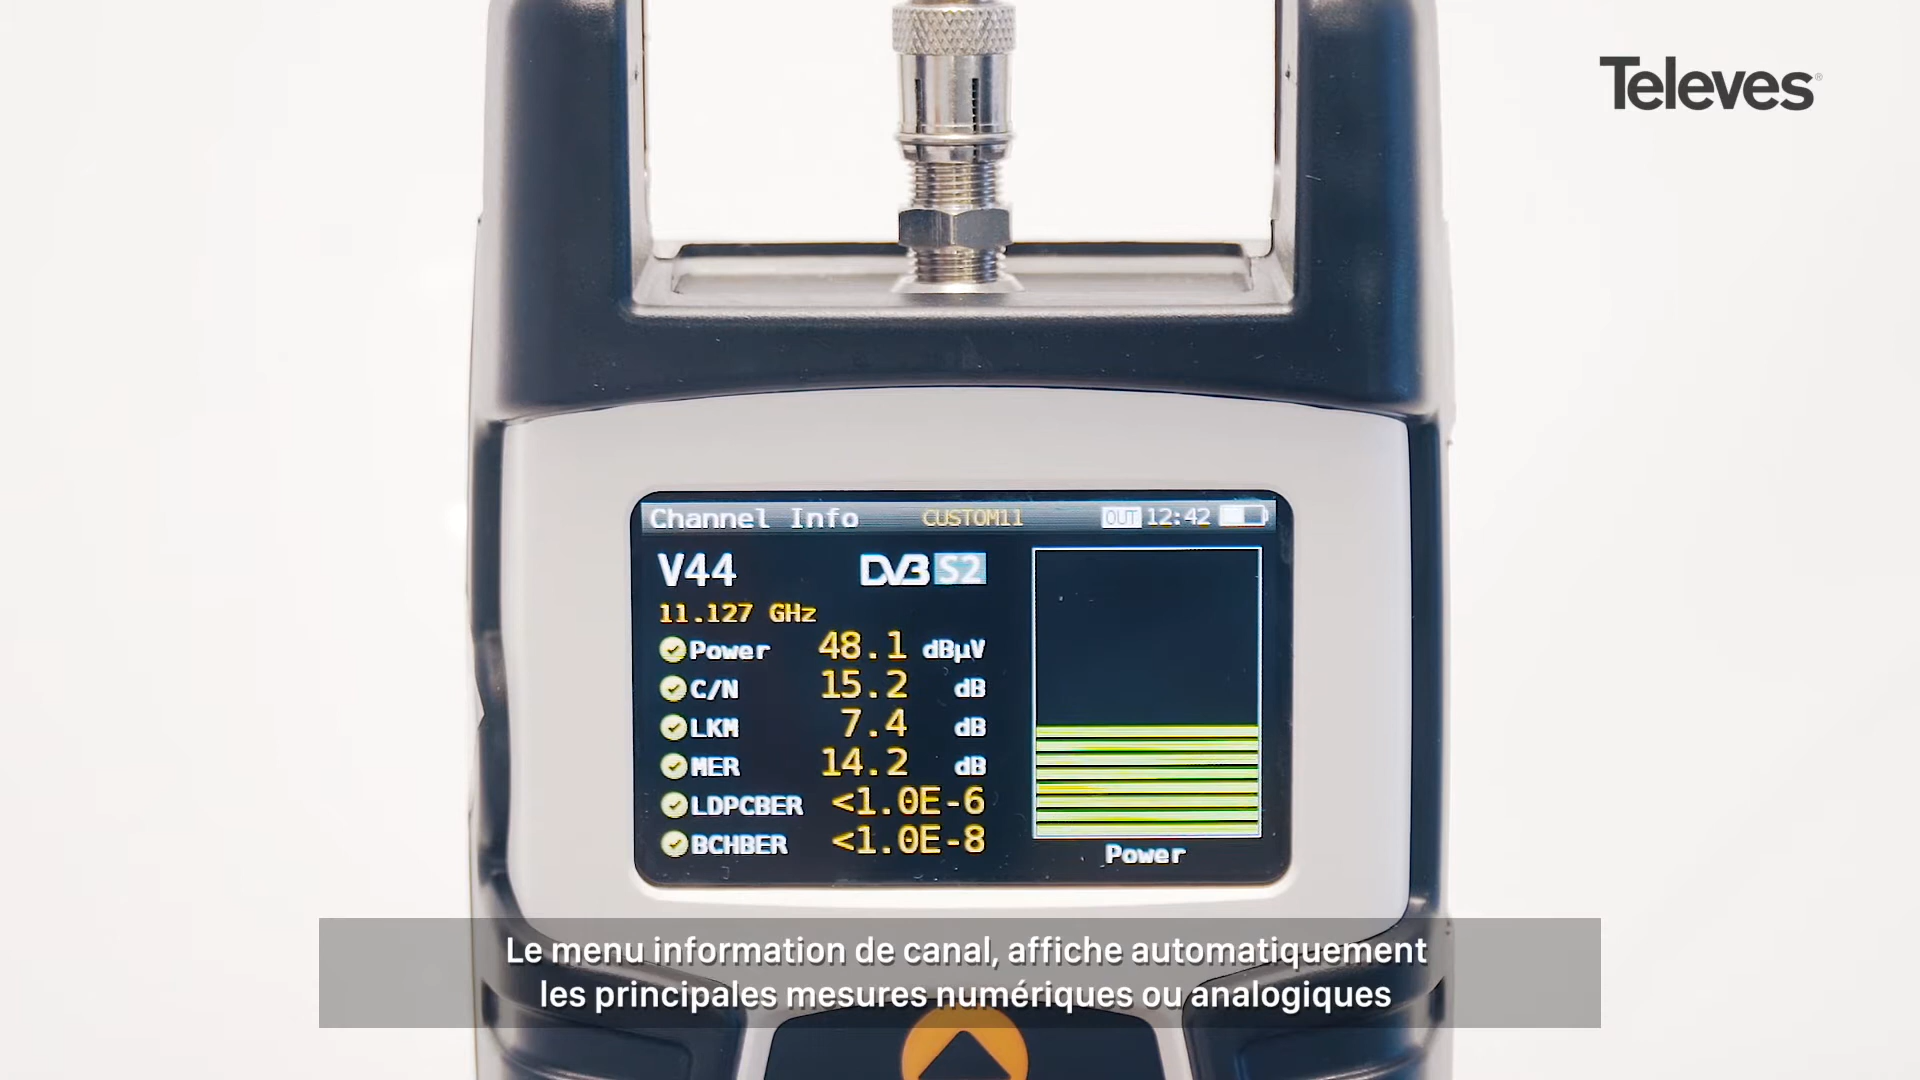 Televes
Channel Info CUSTOM11 OUT 12:42
V44 DVB S2
11.127 GHz
Power 48.1 dBµV
C/N 15.2 dB
LKM 7.4 dB
MER 14.2 dB
LDPCBER <1.0E-6
BCHBER <1.0E-8
Power
Le menu information de canal, affiche automatiquement
les principales mesures numériques ou analogiques